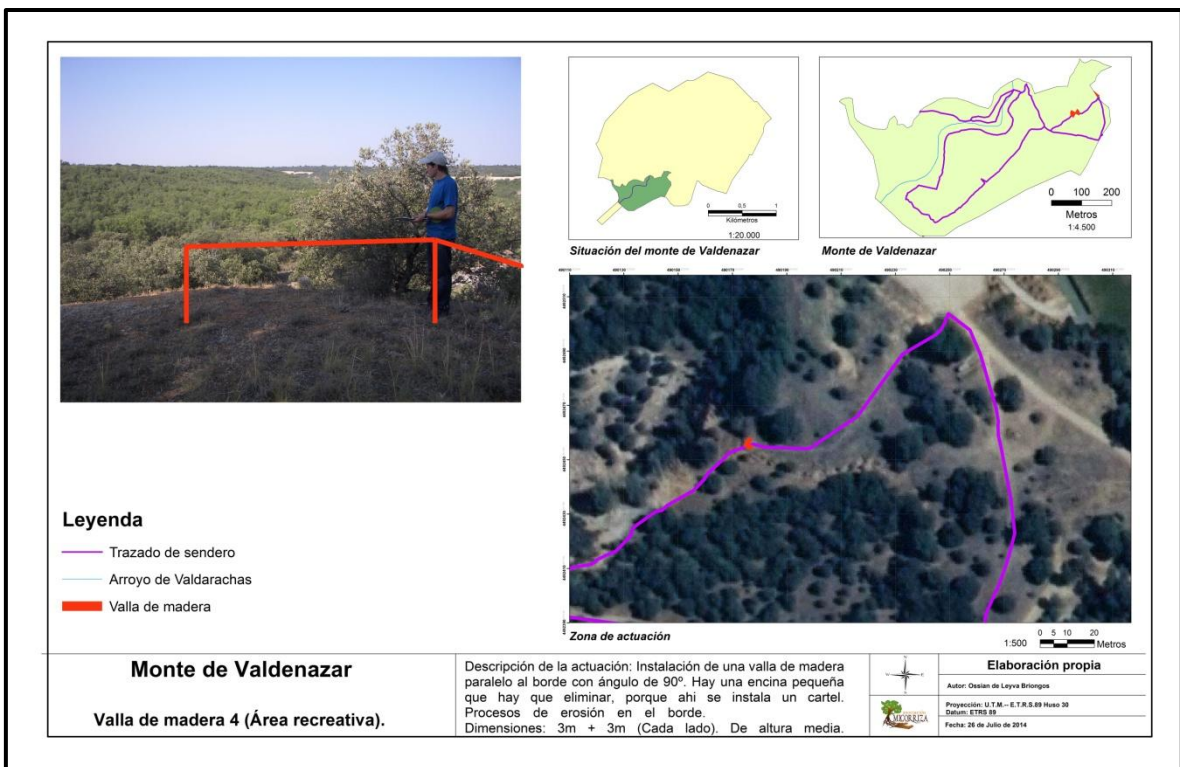 0 0,5 1
Kilómetros
1:20.000
Situación del monte de Valdenazar
0 100 200
Metros
1:4.500
Monte de Valdenazar
Leyenda
Trazado de sendero
Arroyo de Valdarachas
Valla de madera
Zona de actuación
1:500
0 5 10 20
Metros
Monte de Valdenazar
Valla de madera 4 (Área recreativa).
Descripción de la actuación: Instalación de una valla de madera
paralelo al borde con ángulo de 90º. Hay una encina pequeña
que hay que eliminar, porque ahi se instala un cartel.
Procesos de erosión en el borde.
Dimensiones: 3m + 3m (Cada lado). De altura media.
N
W E
S
MICORRIZA
Elaboración propia
Autor: Ossian de Leyva Briongos
Proyección: U.T.M.-- E.T.R.S.89 Huso 30
Datum: ETRS 89
Fecha: 26 de Julio de 2014